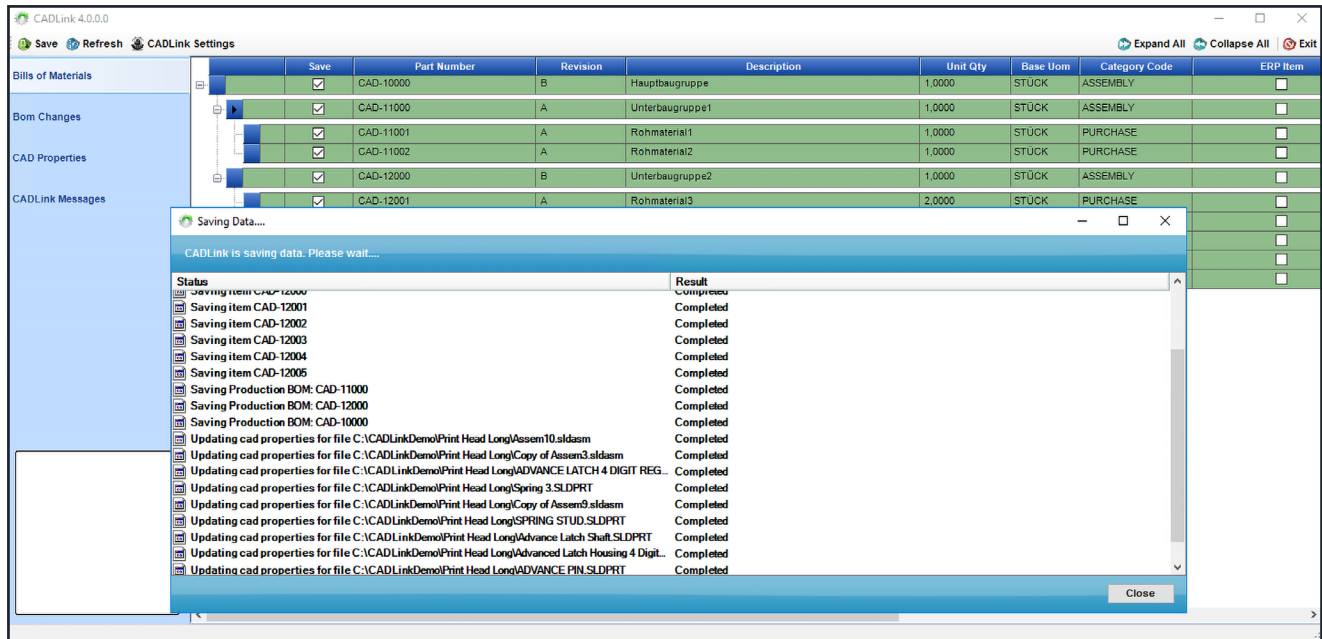 CADLink 4.0.0.0
Save Refresh CADLink Settings Expand All Collapse All Exit
Bills of Materials
Bom Changes
CAD Properties
CADLink Messages
Save Part Number Revision Description Unit Qty Base Uom Category Code ERP Item
CAD-10000 B Hauptbaugruppe 1,0000 STÜCK ASSEMBLY
CAD-11000 A Unterbaugruppe1 1,0000 STÜCK ASSEMBLY
CAD-11001 A Rohmaterial1 1,0000 STÜCK PURCHASE
CAD-11002 A Rohmaterial2 1,0000 STÜCK PURCHASE
CAD-12000 B Unterbaugruppe2 1,0000 STÜCK ASSEMBLY
CAD-12001 A Rohmaterial3 2,0000 STÜCK PURCHASE
Saving Data....
CADLink is saving data. Please wait....
Status Result
Saving item CAD-12000 Completed
Saving item CAD-12001 Completed
Saving item CAD-12002 Completed
Saving item CAD-12003 Completed
Saving item CAD-12004 Completed
Saving item CAD-12005 Completed
Saving Production BOM: CAD-11000 Completed
Saving Production BOM: CAD-12000 Completed
Saving Production BOM: CAD-10000 Completed
Updating cad properties for file C:\CADLinkDemo\Print Head Long\Assem10.sldasm Completed
Updating cad properties for file C:\CADLinkDemo\Print Head Long\Copy of Assem3.sldasm Completed
Updating cad properties for file C:\CADLinkDemo\Print Head Long\ADVANCE LATCH 4 DIGIT REG... Completed
Updating cad properties for file C:\CADLinkDemo\Print Head Long\Spring 3.SLDPRT Completed
Updating cad properties for file C:\CADLinkDemo\Print Head Long\Copy of Assem9.sldasm Completed
Updating cad properties for file C:\CADLinkDemo\Print Head Long\SPRING STUD.SLDPRT Completed
Updating cad properties for file C:\CADLinkDemo\Print Head Long\Advance Latch Shaft.SLDPRT Completed
Updating cad properties for file C:\CADLinkDemo\Print Head Long\Advanced Latch Housing 4 Digit... Completed
Updating cad properties for file C:\CADLinkDemo\Print Head Long\ADVANCE PIN.SLDPRT Completed
Close